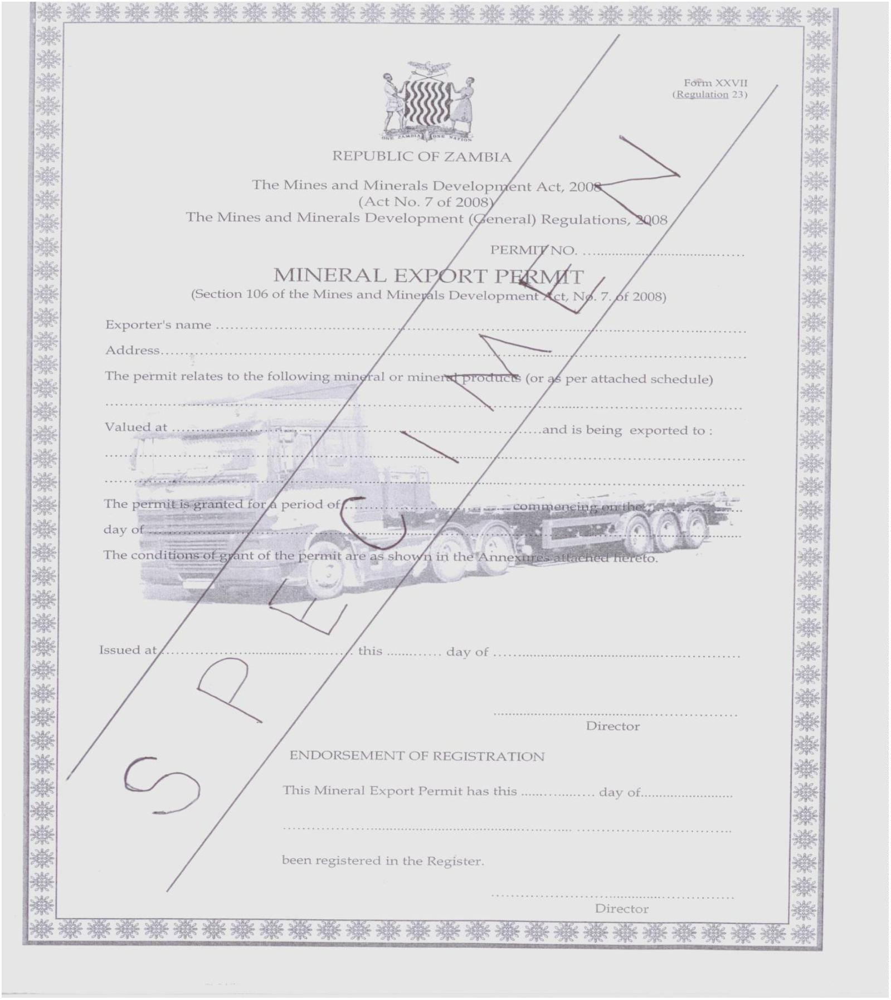 Form XXVII
(Regulation 23)
ONE ZAMBIA ONE NATION
REPUBLIC OF ZAMBIA
The Mines and Minerals Development Act, 2008
(Act No. 7 of 2008)
The Mines and Minerals Development (General) Regulations, 2008
PERMIT NO. ........................................
MINERAL EXPORT PERMIT
(Section 106 of the Mines and Minerals Development Act, No. 7. of 2008)
Exporter's name ................................................................................
Address................................................................................
The permit relates to the following mineral or mineral products (or as per attached schedule)
................................................................................
Valued at ................................................................................and is being exported to :
................................................................................
................................................................................
The permit is granted for a period of........................................ commencing on the....................
day of................................................................................
The conditions of grant of the permit are as shown in the Annexures attached hereto.
Issued at........................................ this ............ day of ........................................
........................................
Director
ENDORSEMENT OF REGISTRATION
This Mineral Export Permit has this .................. day of........................
................................................................................
been registered in the Register.
........................................
Director
SPECIMEN